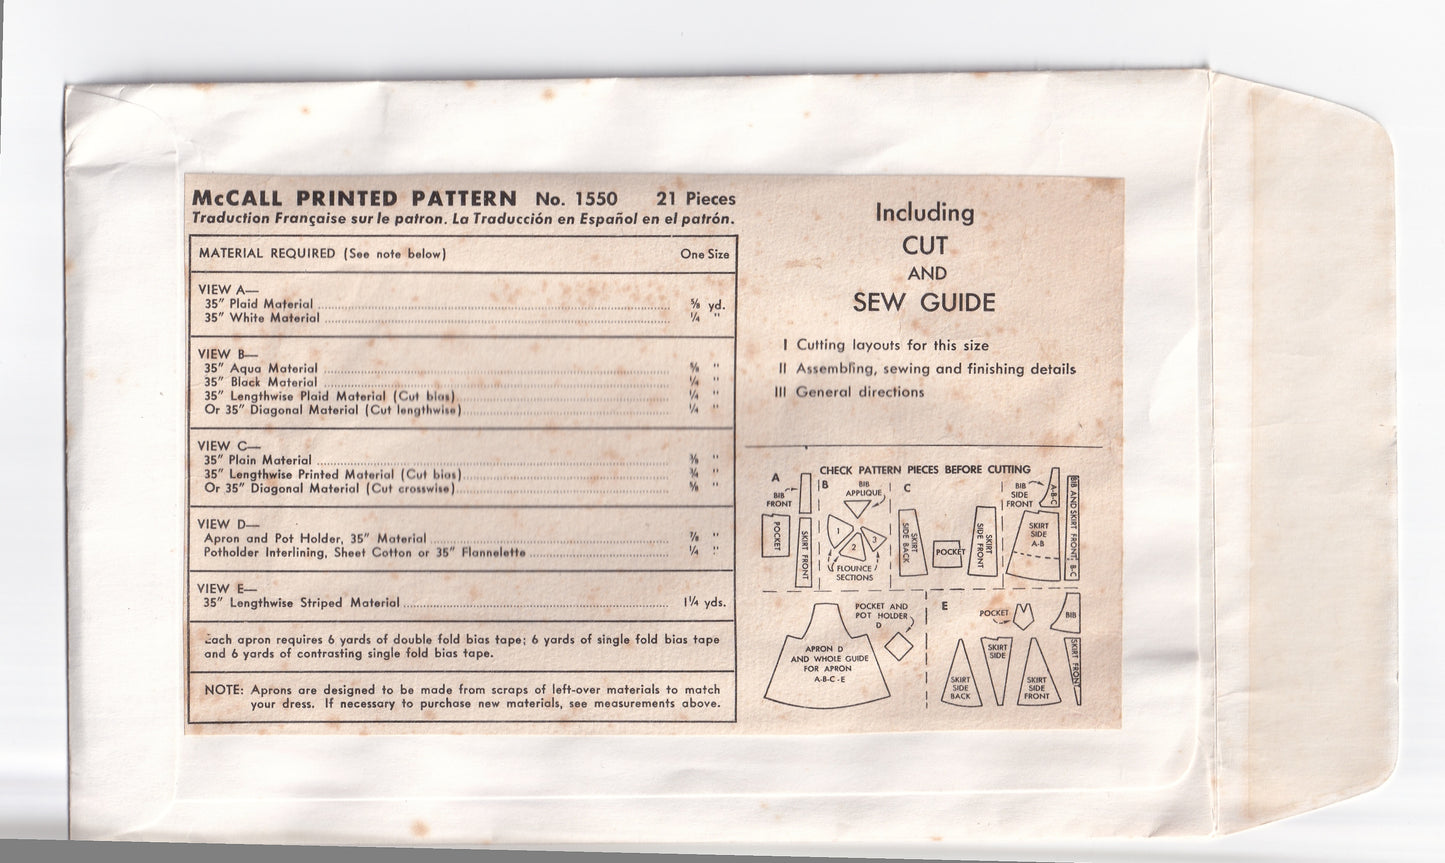 McCALL PRINTED PATTERN No. 1550 21 Pieces
Traduction Française sur le patron. La Traducción en Español en el patrón.
MATERIAL REQUIRED (See note below) One Size
VIEW A—
35" Plaid Material ⅝ yd.
35" White Material ¼ "
VIEW B—
35" Aqua Material ⅝ "
35" Black Material ¼ "
35" Lengthwise Plaid Material (Cut bias) ¼ "
Or 35" Diagonal Material (Cut lengthwise) ¼ "
VIEW C—
35" Plain Material "
35" Lengthwise Printed Material (Cut bias) ¾ "
Or 35" Diagonal Material (Cut crosswise) "
VIEW D—
Apron and Pot Holder, 35" Material ⅞ "
Potholder Interlining, Sheet Cotton or 35" Flannelette ¼ "
VIEW E—
35" Lengthwise Striped Material 1¼ yds.
Each apron requires 6 yards of double fold bias tape; 6 yards of single fold bias tape
and 6 yards of contrasting single fold bias tape.
NOTE: Aprons are designed to be made from scraps of left-over materials to match
your dress. If necessary to purchase new materials, see measurements above.
Including
CUT
AND
SEW GUIDE
I Cutting layouts for this size
II Assembling, sewing and finishing details
III General directions
CHECK PATTERN PIECES BEFORE CUTTING
A
BIB
FRONT
POCKET
SKIRT FRONT
B
BIB
APPLIQUE
1
2
3
FLOUNCE
SECTIONS
C
SKIRT
SIDE BACK
POCKET
SKIRT
SIDE FRONT
BIB
SIDE
FRONT
A-B-C
SKIRT
SIDE
A-B
BIB AND SKIRT FRONT, B-C
APRON D
AND WHOLE GUIDE
FOR APRON
A-B-C-E
POCKET AND
POT HOLDER
D
E
POCKET
BIB
SKIRT
SIDE
BACK
SKIRT
SIDE
SKIRT
SIDE
FRONT
SKIRT FRONT